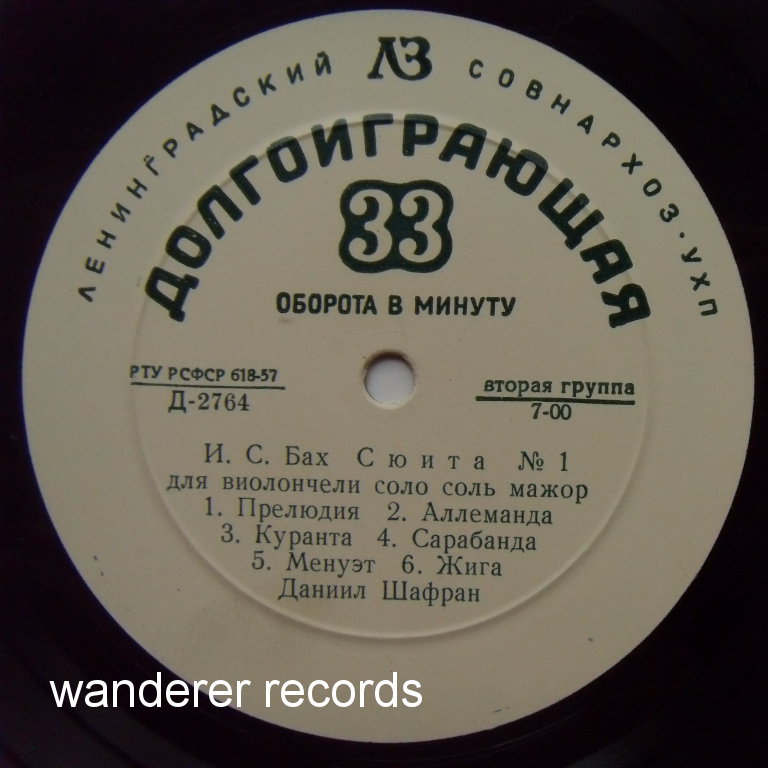 ЛЕНИНГРАДСКИЙ ЛЗ СОВНАРХОЗ·УХП
ДОЛГОИГРАЮЩАЯ
33
ОБОРОТА В МИНУТУ
РТУ РСФСР 618-57
Д-2764
вторая группа
7-00
И. С. Бах Сюита № 1
для виолончели соло соль мажор
1. Прелюдия 2. Аллеманда
3. Куранта 4. Сарабанда
5. Менуэт 6. Жига
Даниил Шафран
wanderer records